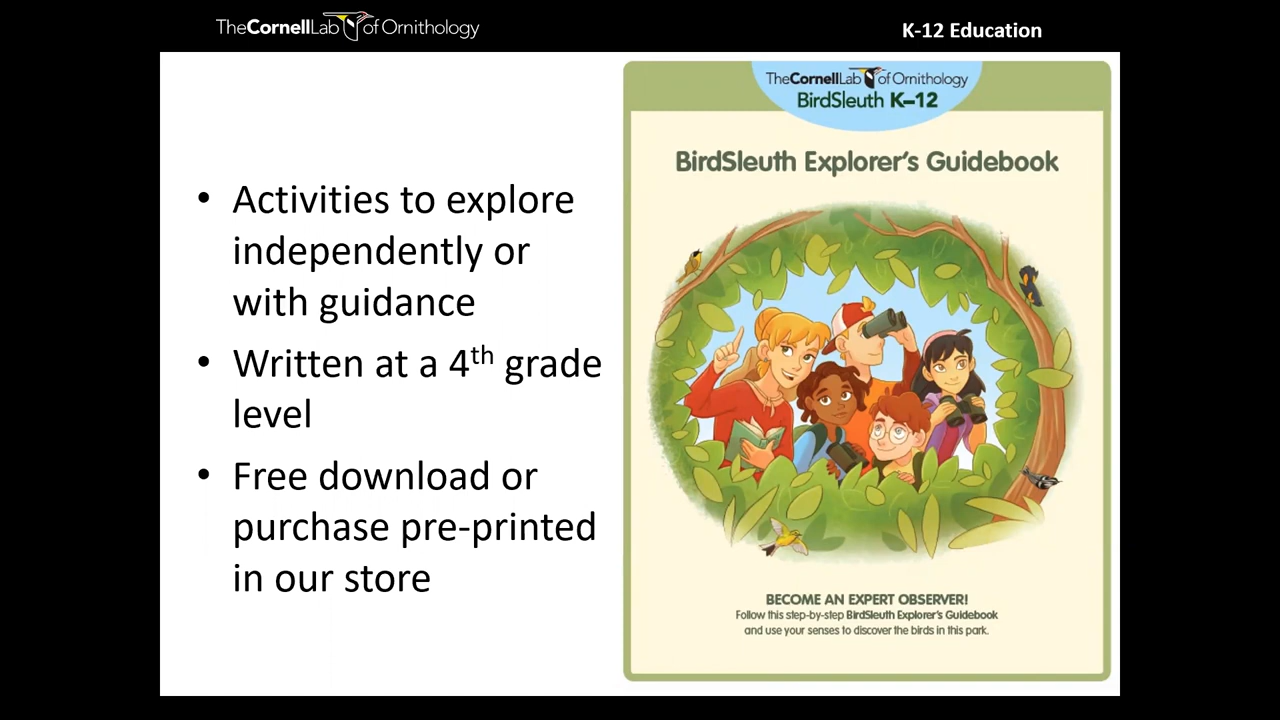 TheCornellLab of Ornithology
K-12 Education
• Activities to explore
independently or
with guidance
• Written at a 4th grade
level
• Free download or
purchase pre-printed
in our store
TheCornellLab of Ornithology
BirdSleuth K–12
BirdSleuth Explorer's Guidebook
BECOME AN EXPERT OBSERVER!
Follow this step-by-step BirdSleuth Explorer's Guidebook
and use your senses to discover the birds in this park.